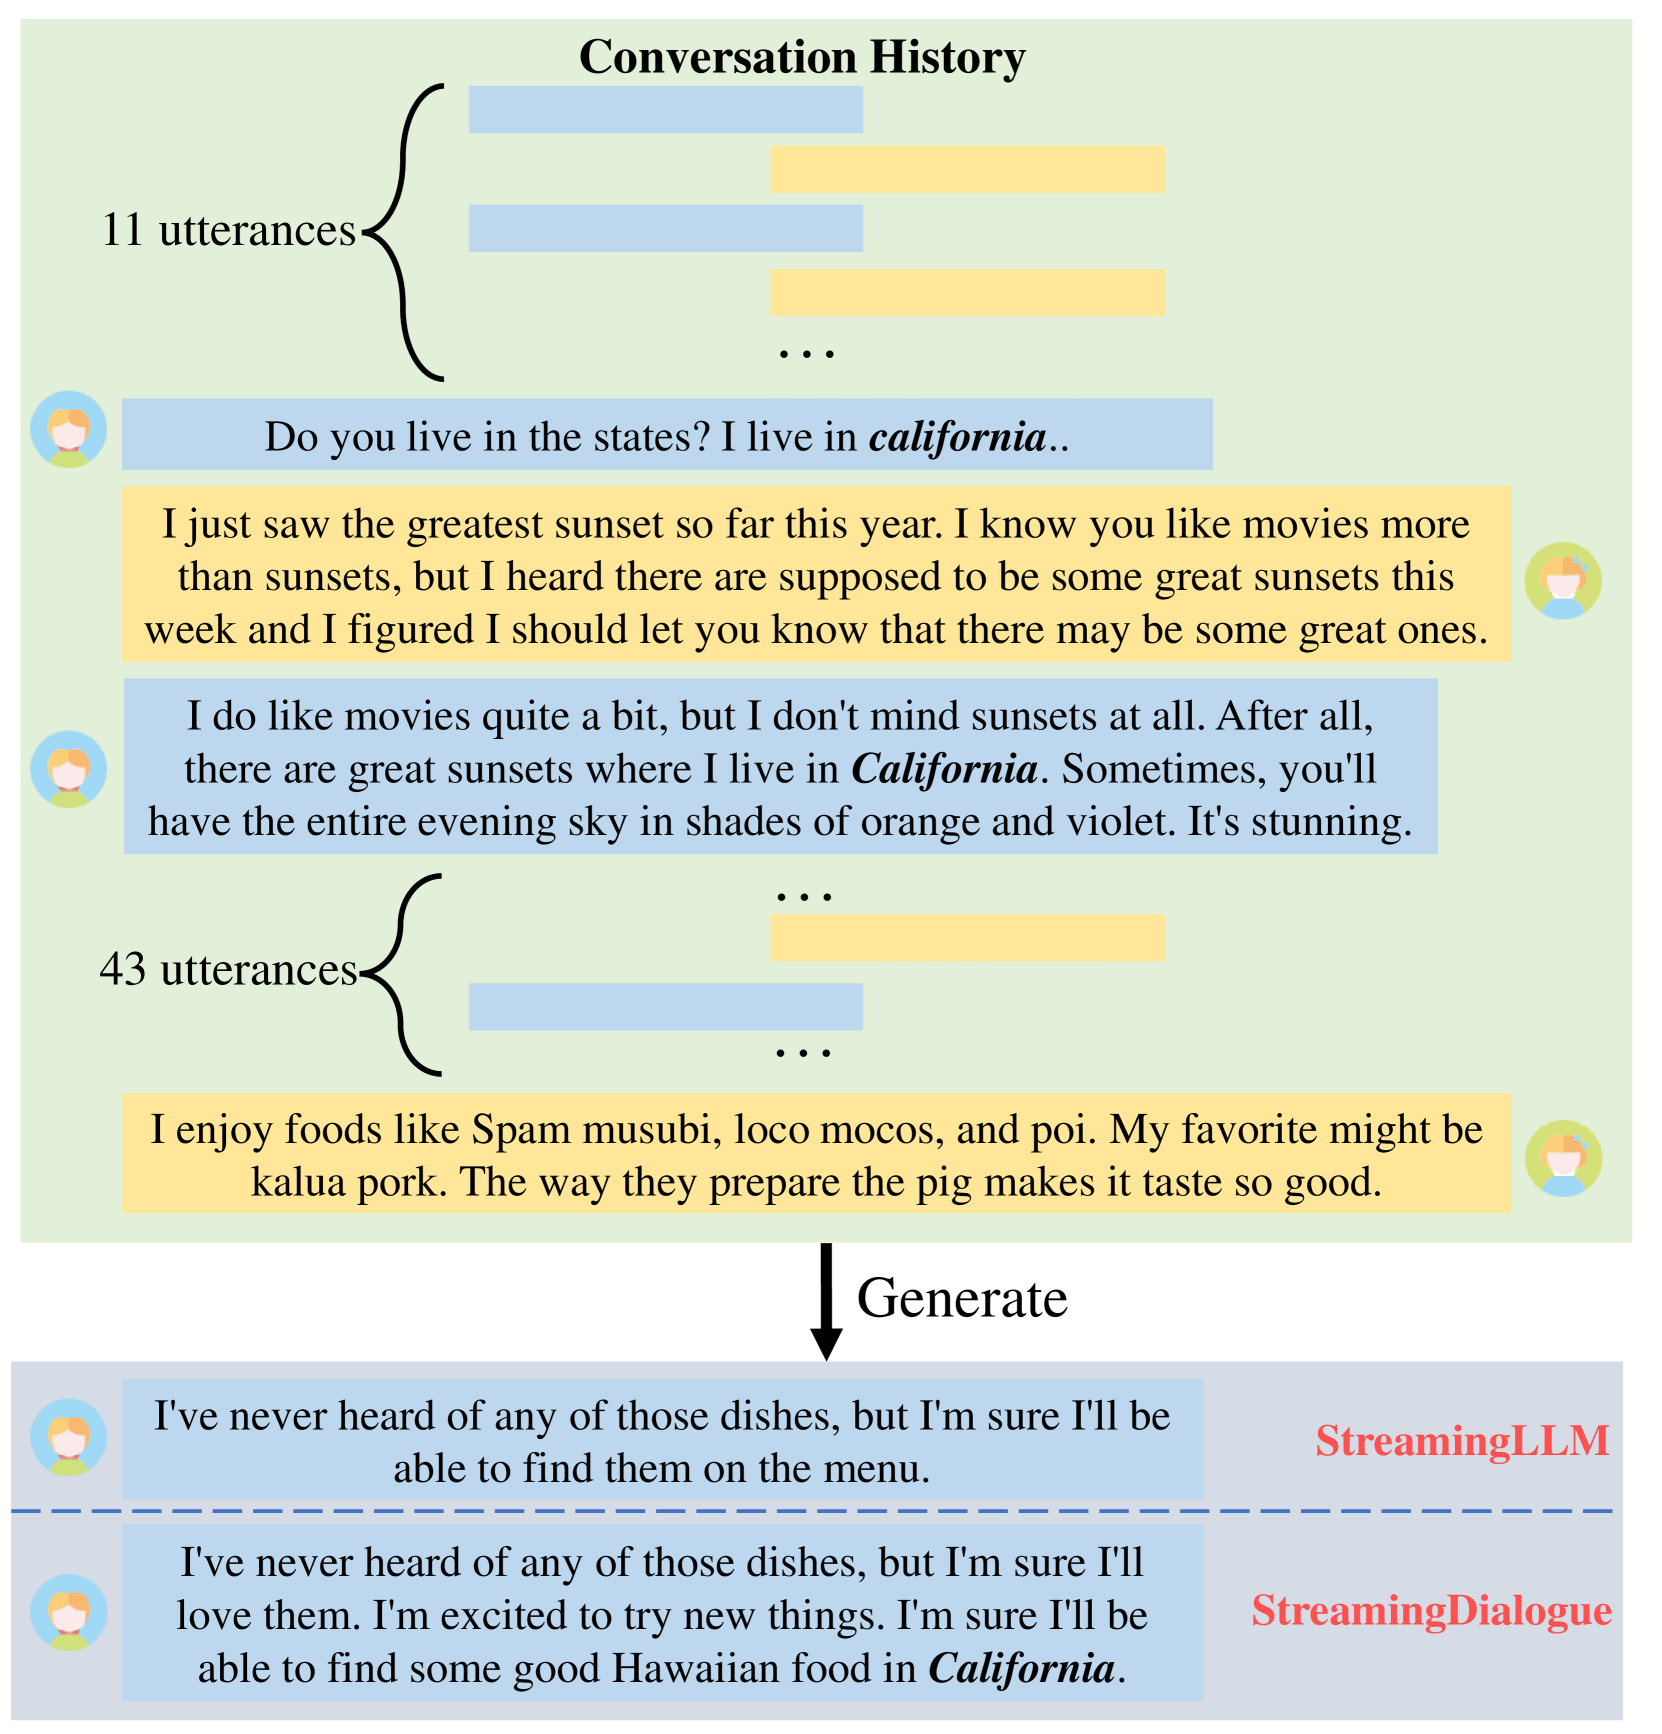 Conversation History
11 utterances
...
Do you live in the states? I live in california..
I just saw the greatest sunset so far this year. I know you like movies more
than sunsets, but I heard there are supposed to be some great sunsets this
week and I figured I should let you know that there may be some great ones.
I do like movies quite a bit, but I don't mind sunsets at all. After all,
there are great sunsets where I live in California. Sometimes, you'll
have the entire evening sky in shades of orange and violet. It's stunning.
...
43 utterances
...
I enjoy foods like Spam musubi, loco mocos, and poi. My favorite might be
kalua pork. The way they prepare the pig makes it taste so good.
Generate
I've never heard of any of those dishes, but I'm sure I'll be
able to find them on the menu.
StreamingLLM
I've never heard of any of those dishes, but I'm sure I'll
love them. I'm excited to try new things. I'm sure I'll be
able to find some good Hawaiian food in California.
StreamingDialogue